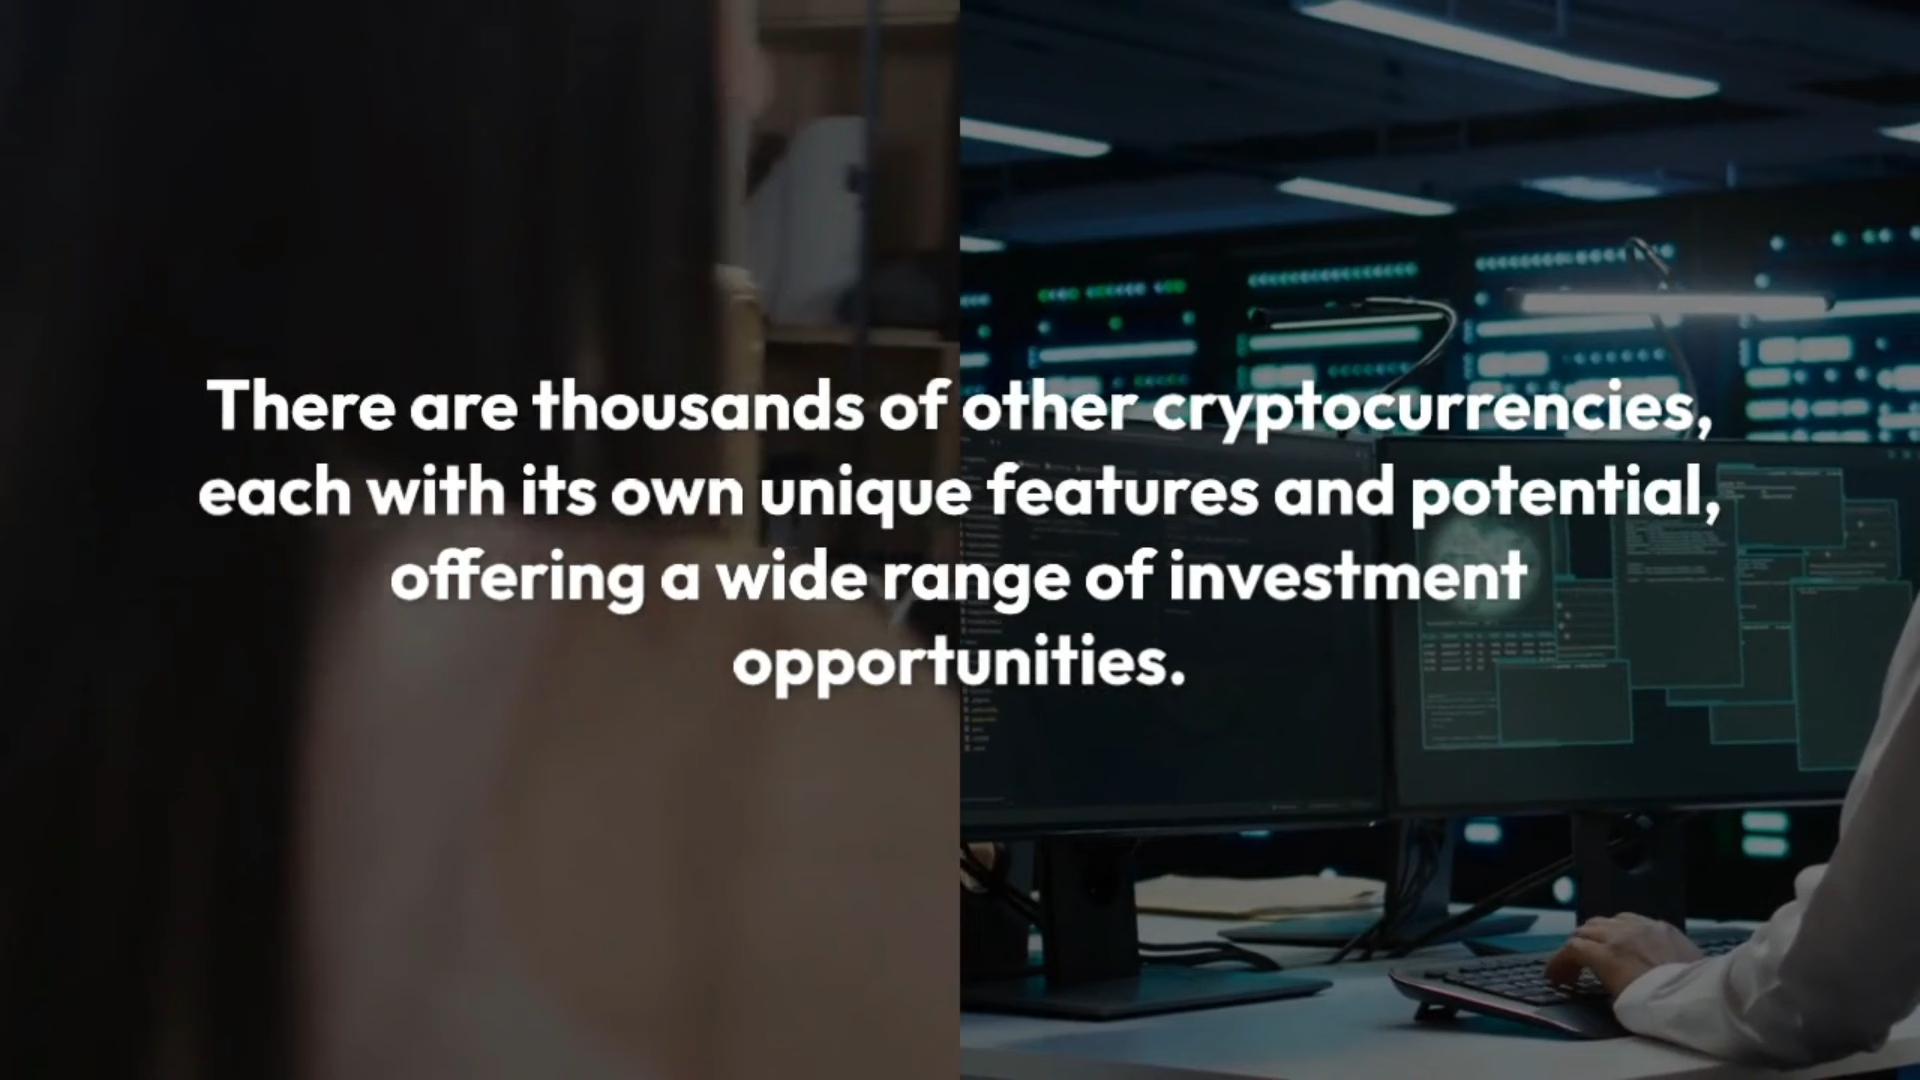 There are thousands of other cryptocurrencies,
each with its own unique features and potential,
offering a wide range of investment
opportunities.